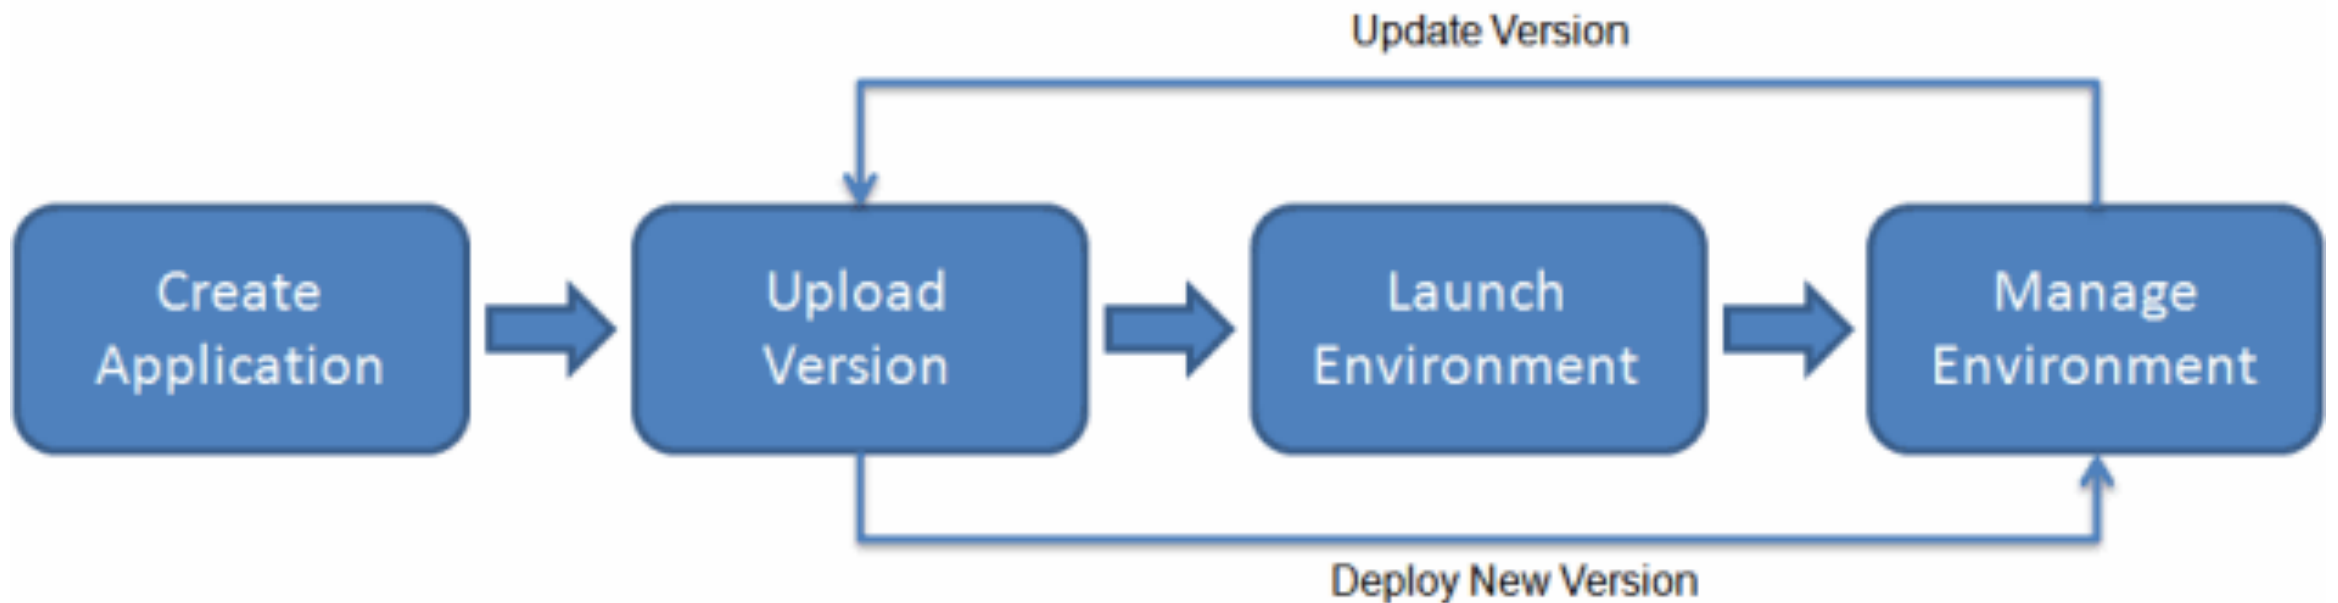 Update Version
Create
Application
Upload
Version
Launch
Environment
Manage
Environment
Deploy New Version